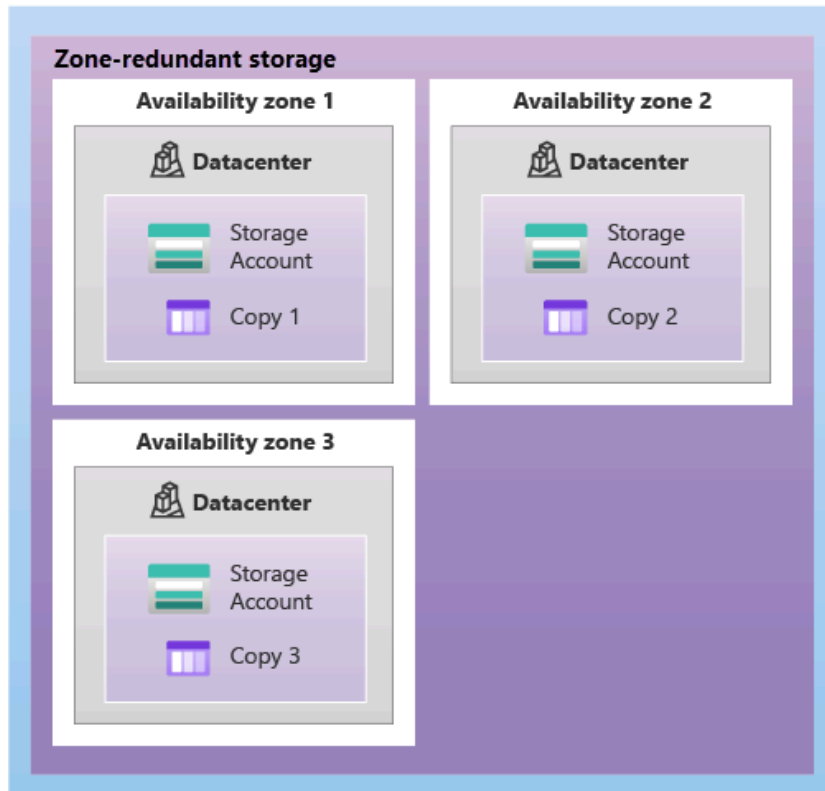 Zone-redundant storage
Availability zone 1
Datacenter
Storage
Account
Copy 1
Availability zone 2
Datacenter
Storage
Account
Copy 2
Availability zone 3
Datacenter
Storage
Account
Copy 3